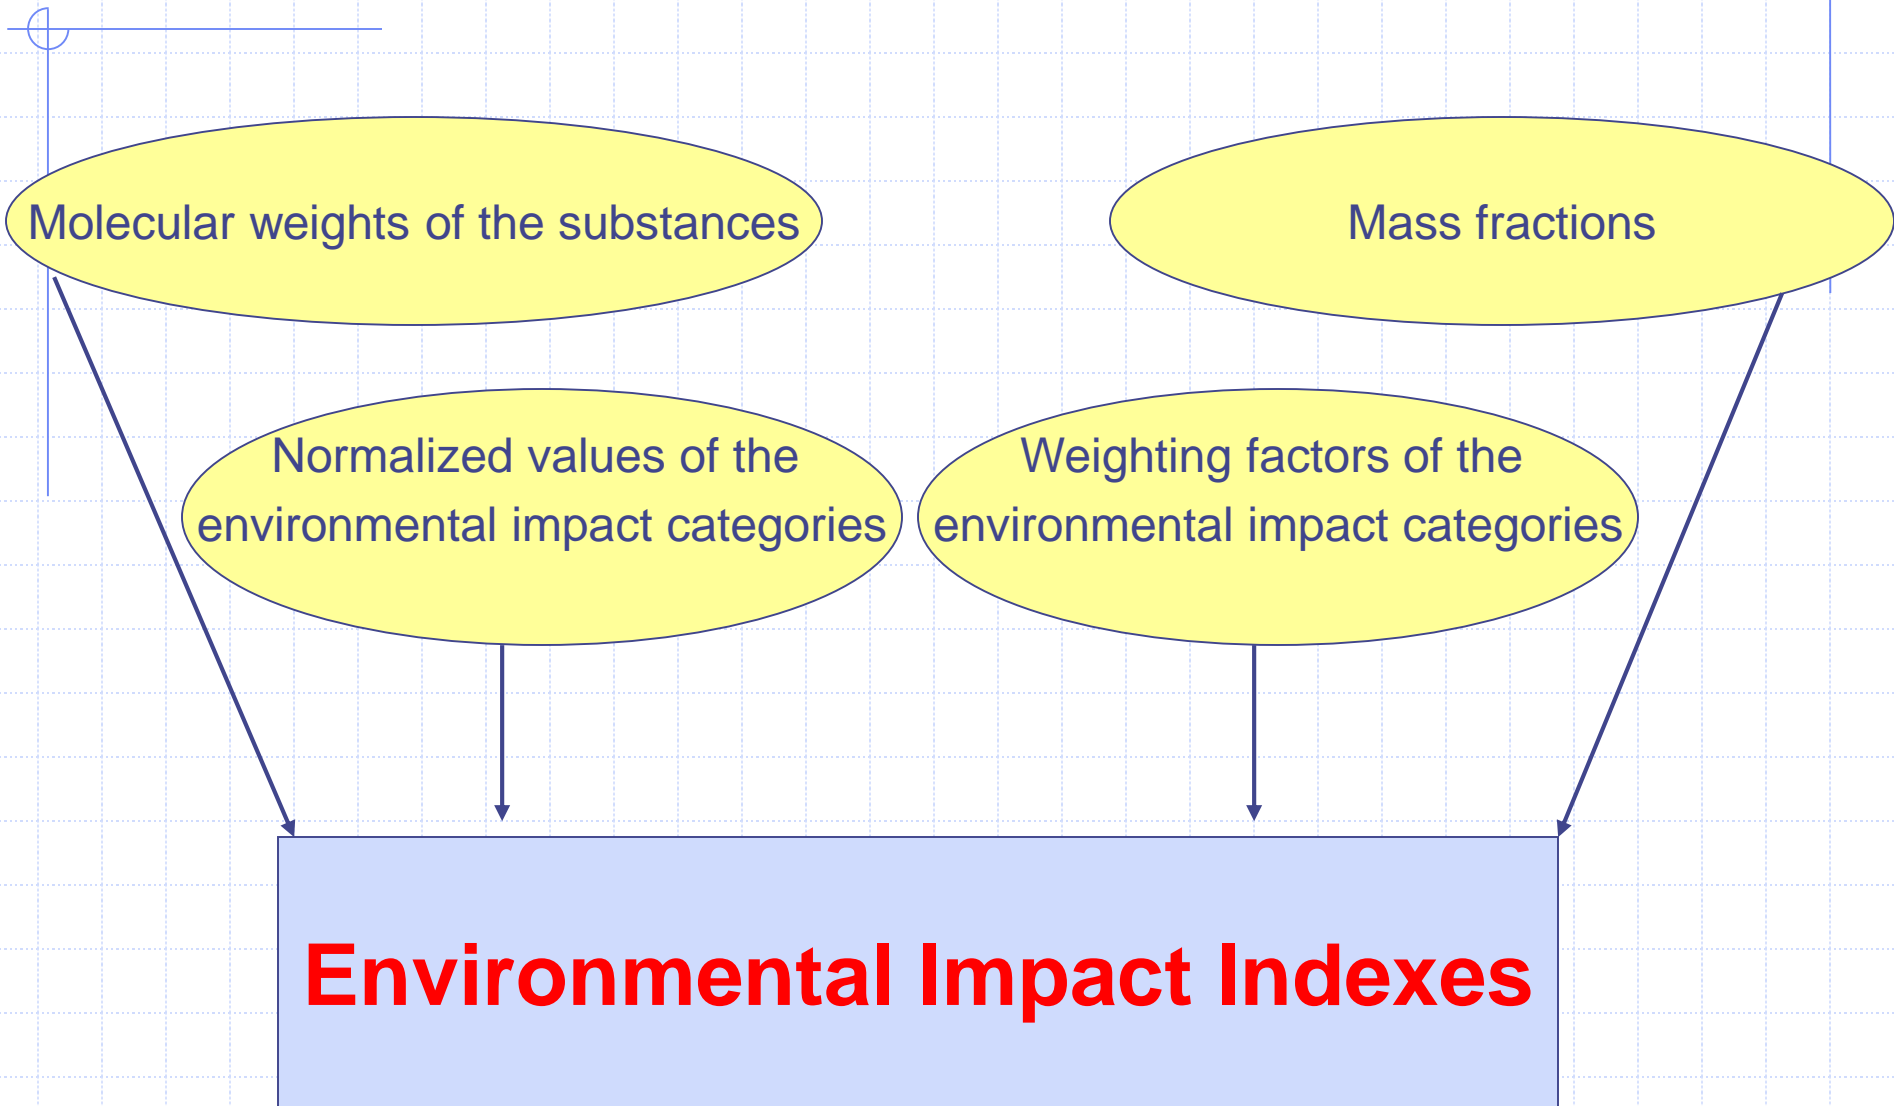 Molecular weights of the substances
Mass fractions
Normalized values of the
environmental impact categories
Weighting factors of the
environmental impact categories
Environmental Impact Indexes